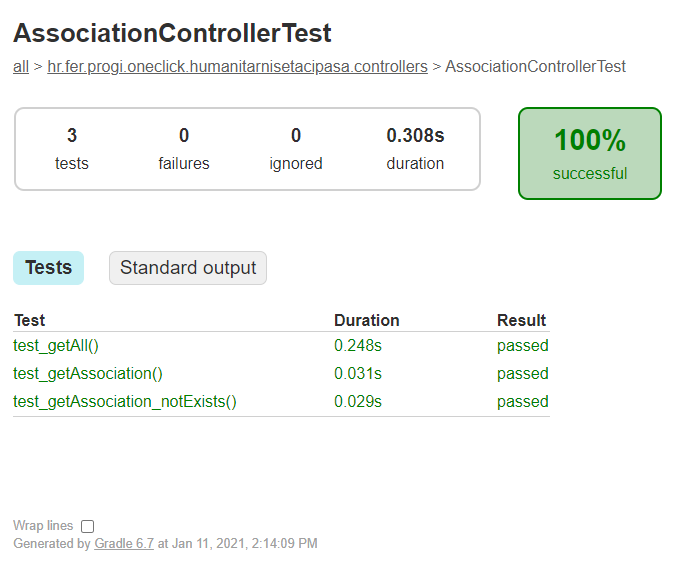 AssociationControllerTest
all > hr.fer.progi.oneclick.humanitarnisetacipasa.controllers > AssociationControllerTest
3 0 0 0.308s
tests failures ignored duration
100%
successful
Tests Standard output
Test Duration Result
test_getAll() 0.248s passed
test_getAssociation() 0.031s passed
test_getAssociation_notExists() 0.029s passed
Wrap lines
Generated by Gradle 6.7 at Jan 11, 2021, 2:14:09 PM